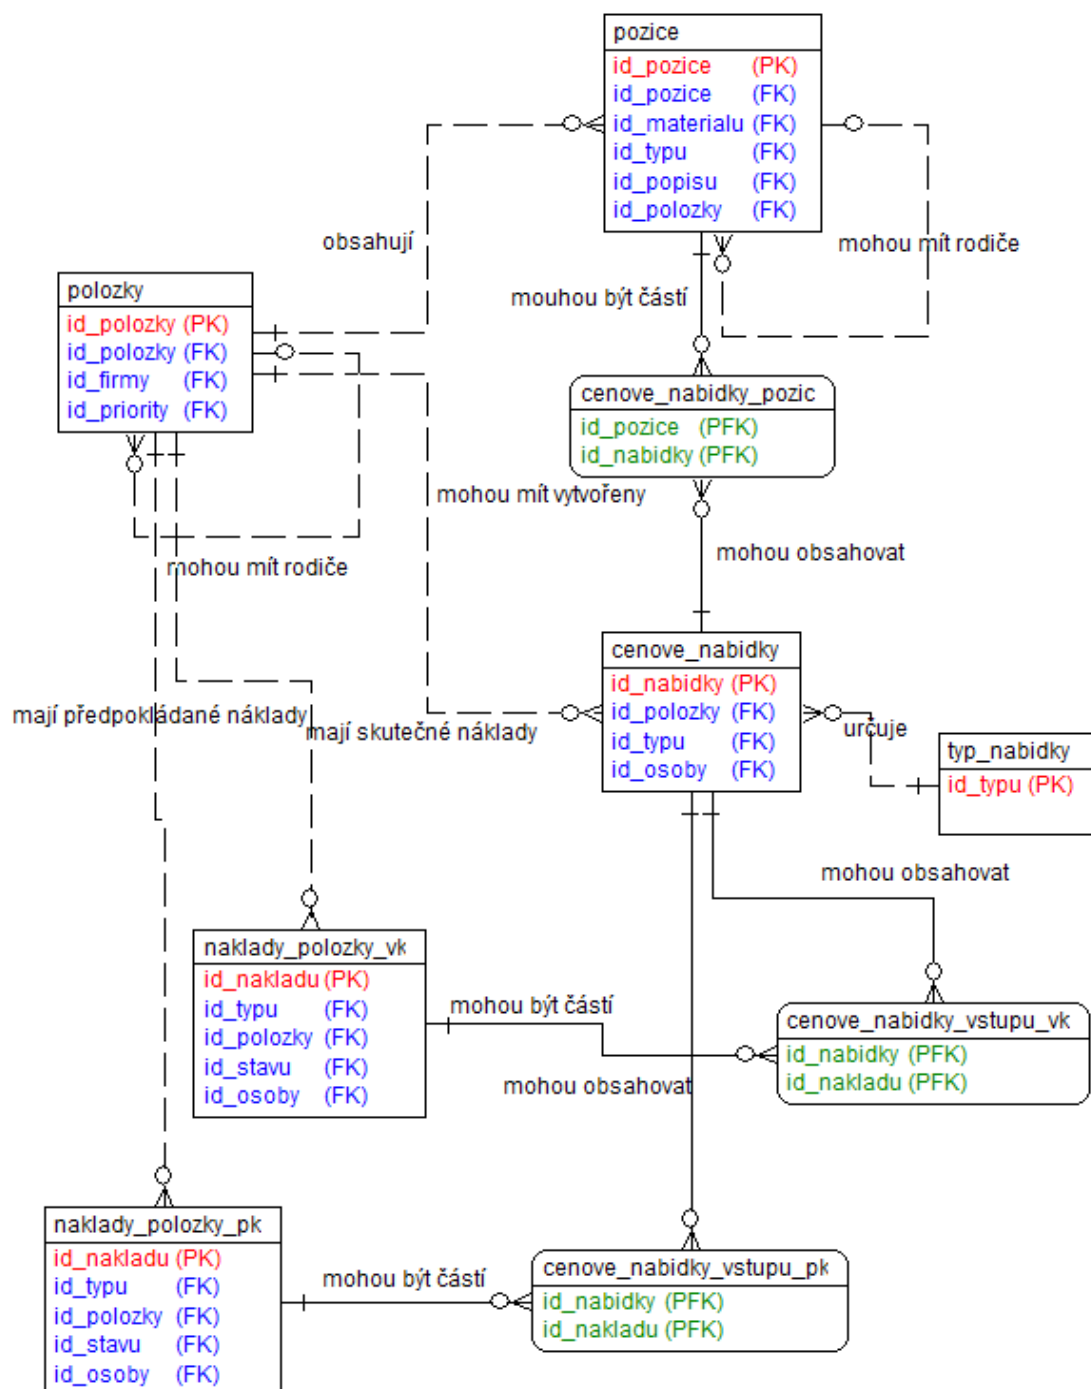 pozice
id_pozice (PK)
id_pozice (FK)
id_materialu (FK)
id_typu (FK)
id_popisu (FK)
id_polozky (FK)
obsahují
mohou mít rodiče
polozky
id_polozky (PK)
id_polozky (FK)
id_firmy (FK)
id_priority (FK)
mouhou být částí
cenove_nabidky_pozic
id_pozice (PFK)
id_nabidky (PFK)
mohou mít vytvořeny
mohou obsahovat
mohou mít rodiče
cenove_nabidky
id_nabidky (PK)
id_polozky (FK)
id_typu (FK)
id_osoby (FK)
mají předpokládané náklady
mají skutečné náklady
určuje
typ_nabidky
id_typu (PK)
mohou obsahovat
naklady_polozky_vk
id_nakladu (PK)
id_typu (FK)
id_polozky (FK)
id_stavu (FK)
id_osoby (FK)
mohou být částí
cenove_nabidky_vstupu_vk
id_nabidky (PFK)
id_nakladu (PFK)
mohou obsahovat
naklady_polozky_pk
id_nakladu (PK)
id_typu (FK)
id_polozky (FK)
id_stavu (FK)
id_osoby (FK)
mohou být částí
cenove_nabidky_vstupu_pk
id_nabidky (PFK)
id_nakladu (PFK)